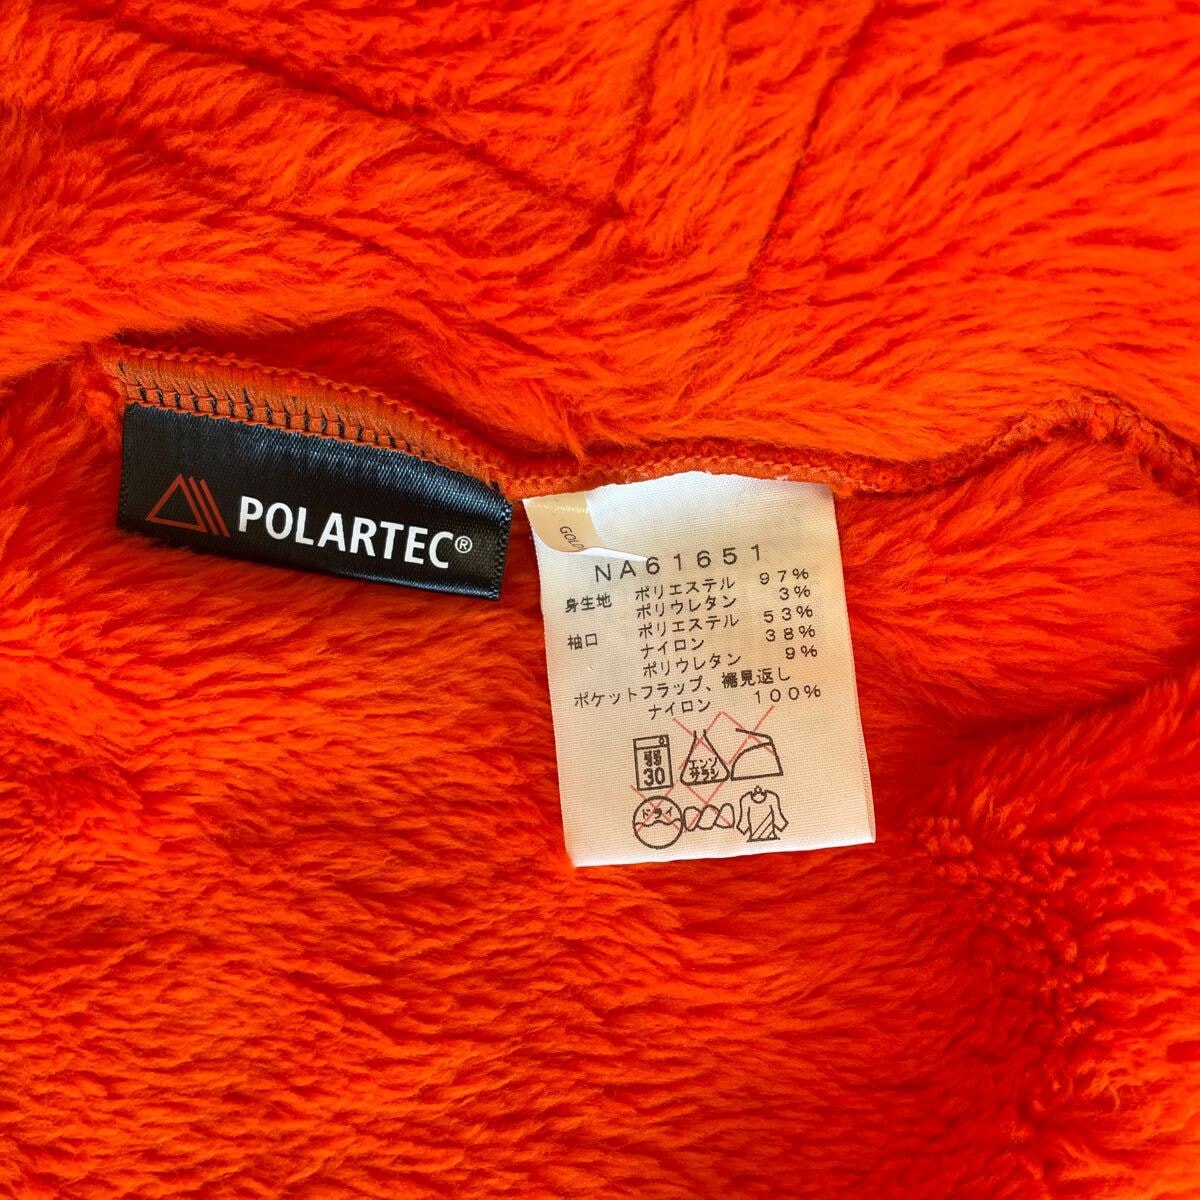 POLARTEC®
GOLD
NA61651
身生地 ポリエステル 97%
ポリウレタン 3%
袖口 ポリエステル 53%
ナイロン 38%
ポリウレタン 9%
ポケットフラップ、裾見返し
ナイロン 100%
弱
30
エンソ
サラシ
ドライ